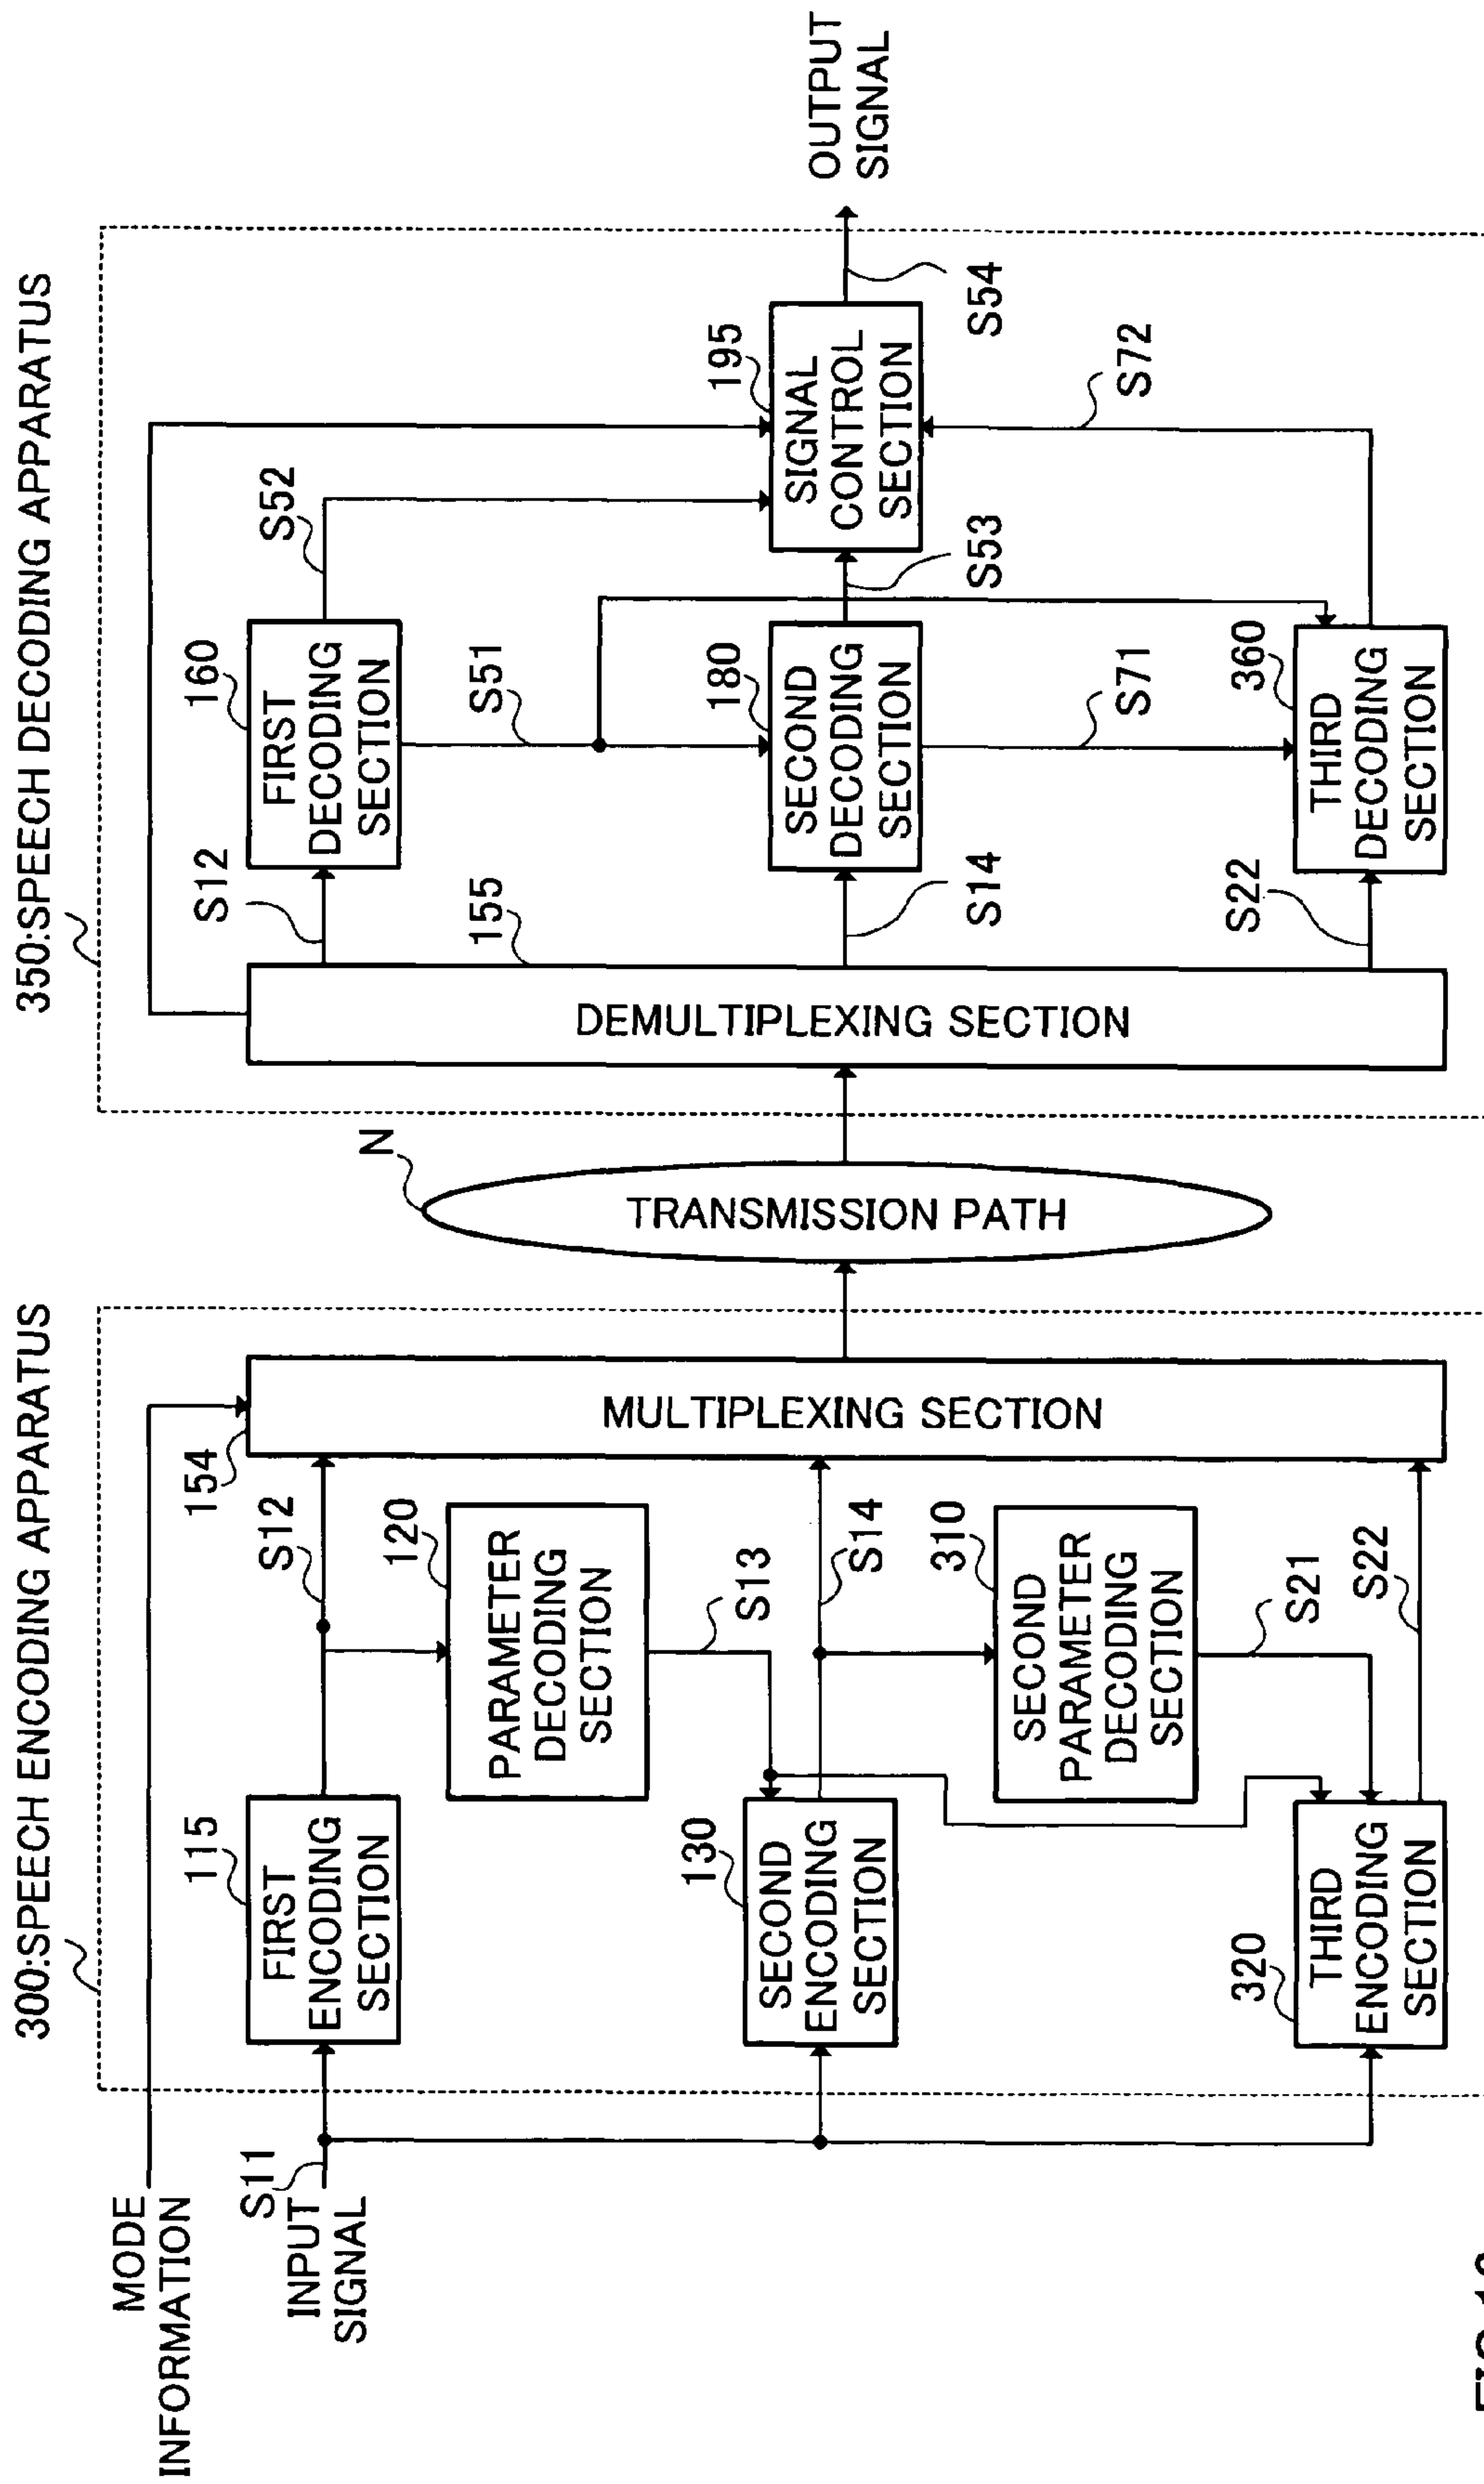 300:SPEECH ENCODING APPARATUS
350:SPEECH DECODING APPARATUS
MODE
INFORMATION
S11
INPUT
SIGNAL
115
FIRST
ENCODING
SECTION
S12
154
120
PARAMETER
DECODING
SECTION
S13
130
SECOND
ENCODING
SECTION
S14
310
SECOND
PARAMETER
DECODING
SECTION
S21
320
THIRD
ENCODING
SECTION
S22
MULTIPLEXING SECTION
N
TRANSMISSION PATH
DEMULTIPLEXING SECTION
155
S12
160
FIRST
DECODING
SECTION
S52
S51
S14
180
SECOND
DECODING
SECTION
S53
S71
S22
360
THIRD
DECODING
SECTION
S72
195
SIGNAL
CONTROL
SECTION
S54
OUTPUT
SIGNAL